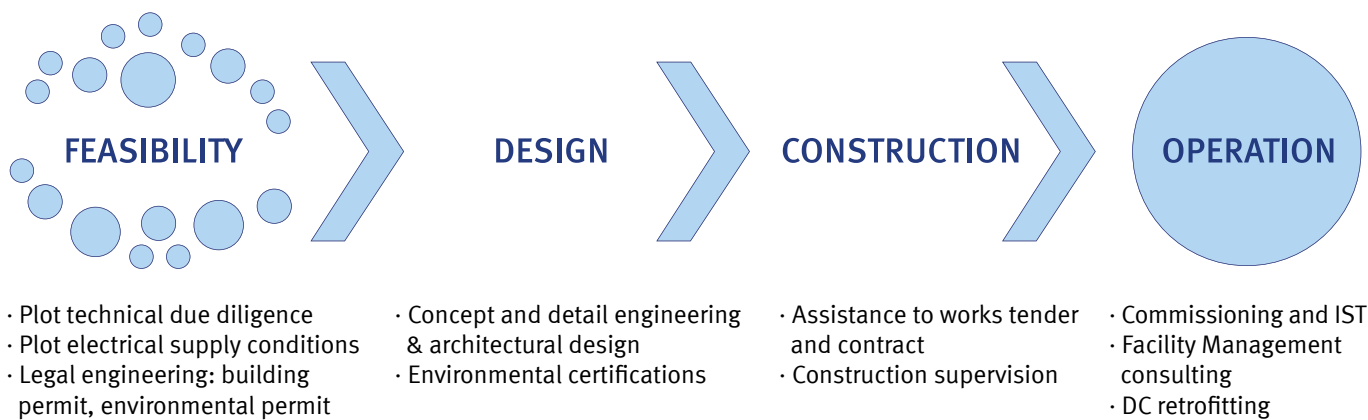 FEASIBILITY
DESIGN
CONSTRUCTION
OPERATION
· Plot technical due diligence
· Plot electrical supply conditions
· Legal engineering: building
permit, environmental permit
· Concept and detail engineering
& architectural design
· Environmental certifications
· Assistance to works tender
and contract
· Construction supervision
· Commissioning and IST
· Facility Management
consulting
· DC retrofitting